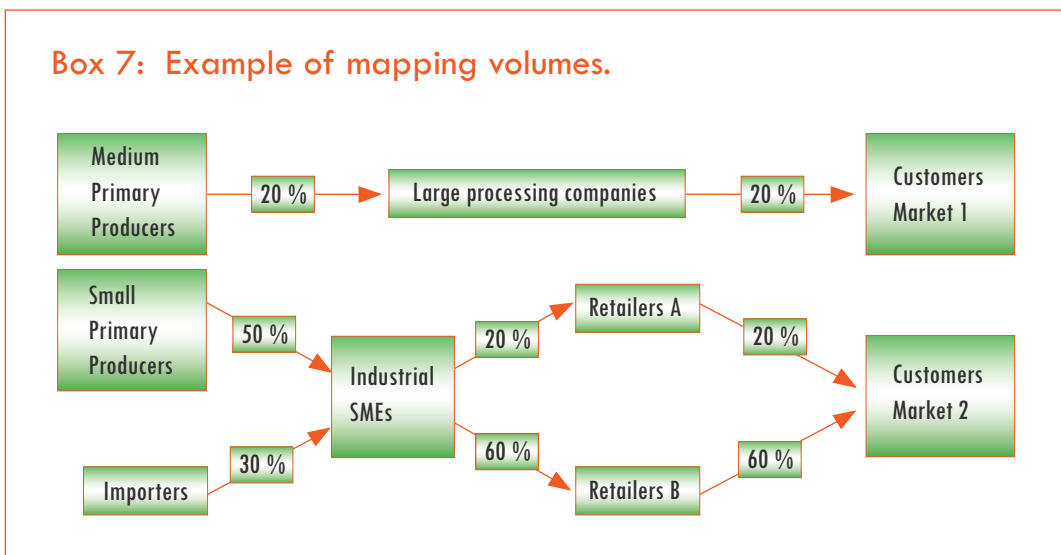 Box 7: Example of mapping volumes.
Medium
Primary
Producers
20 %
Large processing companies
20 %
Customers
Market 1
Small
Primary
Producers
50 %
Importers
30 %
Industrial
SMEs
20 %
Retailers A
20 %
60 %
Retailers B
60 %
Customers
Market 2